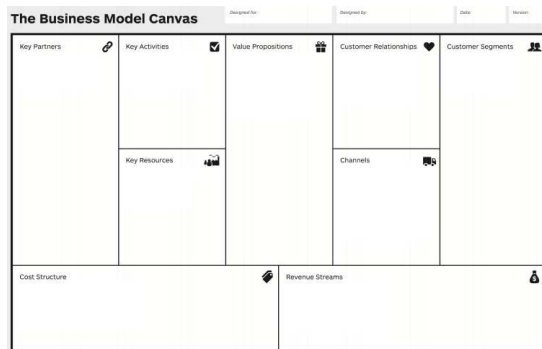 The Business Model Canvas
Designed for:
Designed by:
Date:
Version:
Key Partners
Key Activities
Value Propositions
Customer Relationships
Customer Segments
Key Resources
Channels
Cost Structure
Revenue Streams